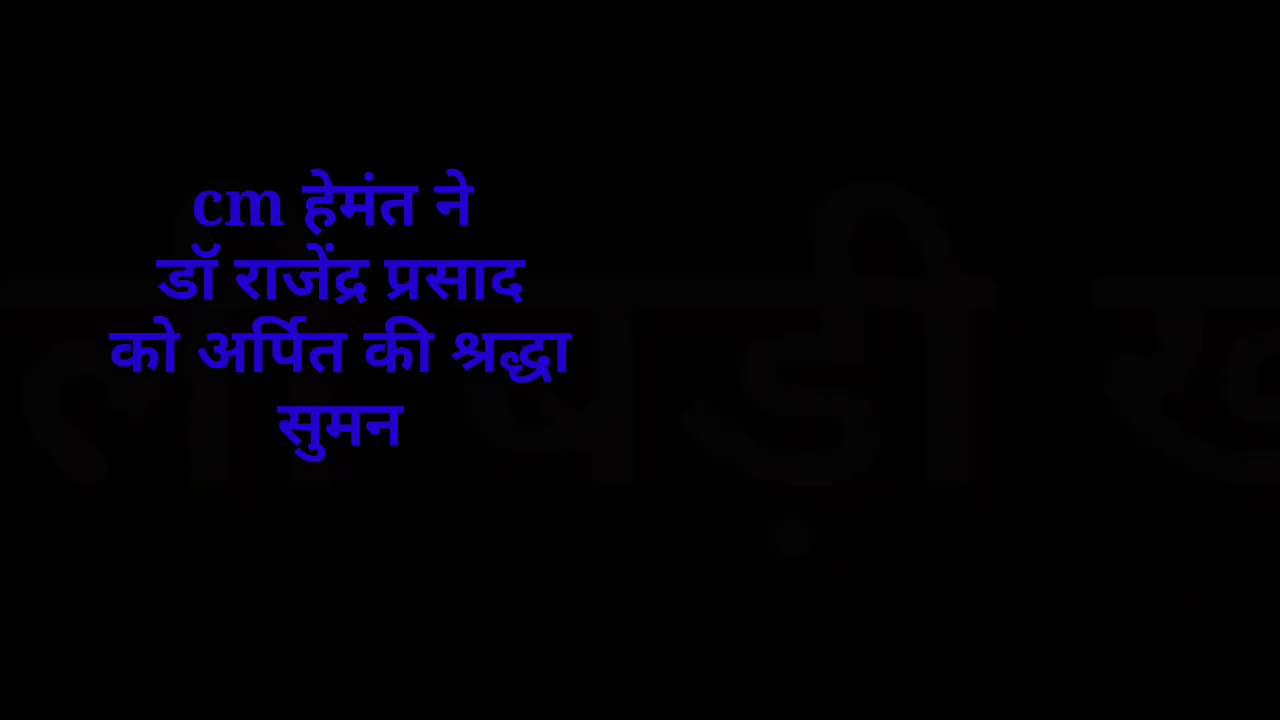 cm हेमंत ने
डॉ राजेंद्र प्रसाद
को अर्पित की श्रद्धा
सुमन